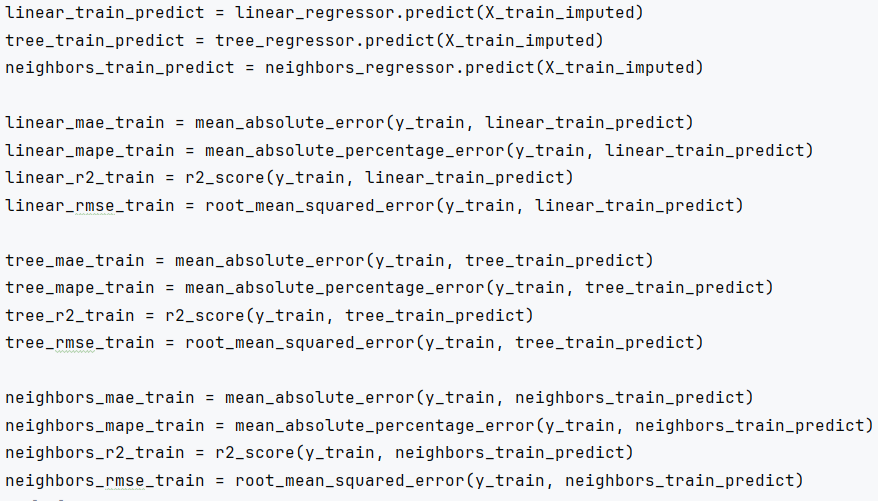 linear_train_predict = linear_regressor.predict(X_train_imputed)
tree_train_predict = tree_regressor.predict(X_train_imputed)
neighbors_train_predict = neighbors_regressor.predict(X_train_imputed)
linear_mae_train = mean_absolute_error(y_train, linear_train_predict)
linear_mape_train = mean_absolute_percentage_error(y_train, linear_train_predict)
linear_r2_train = r2_score(y_train, linear_train_predict)
linear_rmse_train = root_mean_squared_error(y_train, linear_train_predict)
tree_mae_train = mean_absolute_error(y_train, tree_train_predict)
tree_mape_train = mean_absolute_percentage_error(y_train, tree_train_predict)
tree_r2_train = r2_score(y_train, tree_train_predict)
tree_rmse_train = root_mean_squared_error(y_train, tree_train_predict)
neighbors_mae_train = mean_absolute_error(y_train, neighbors_train_predict)
neighbors_mape_train = mean_absolute_percentage_error(y_train, neighbors_train_predict)
neighbors_r2_train = r2_score(y_train, neighbors_train_predict)
neighbors_rmse_train = root_mean_squared_error(y_train, neighbors_train_predict)